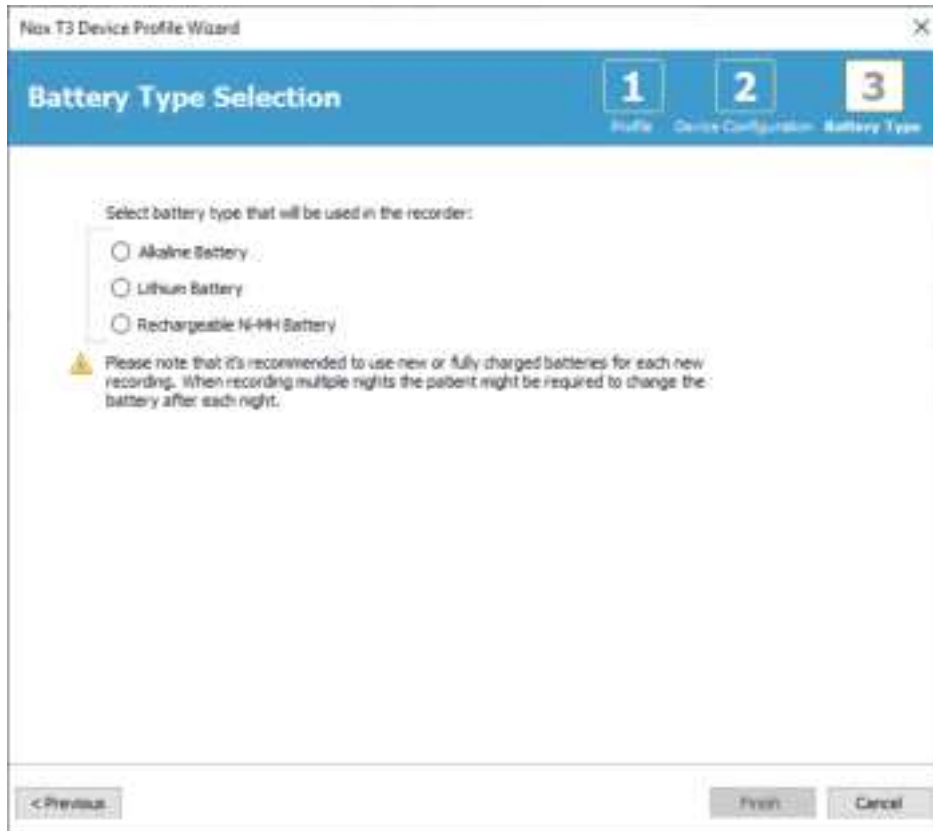 Nox T3 Device Profile Wizard
Battery Type Selection
1
2
3
Profile
Device Configuration
Battery Type
Select battery type that will be used in the recorder:
Alkaline Battery
Lithium Battery
Rechargeable Ni-MH Battery
Please note that it's recommended to use new or fully charged batteries for each new
recording. When recording multiple nights the patient might be required to change the
battery after each night.
< Previous
Finish
Cancel